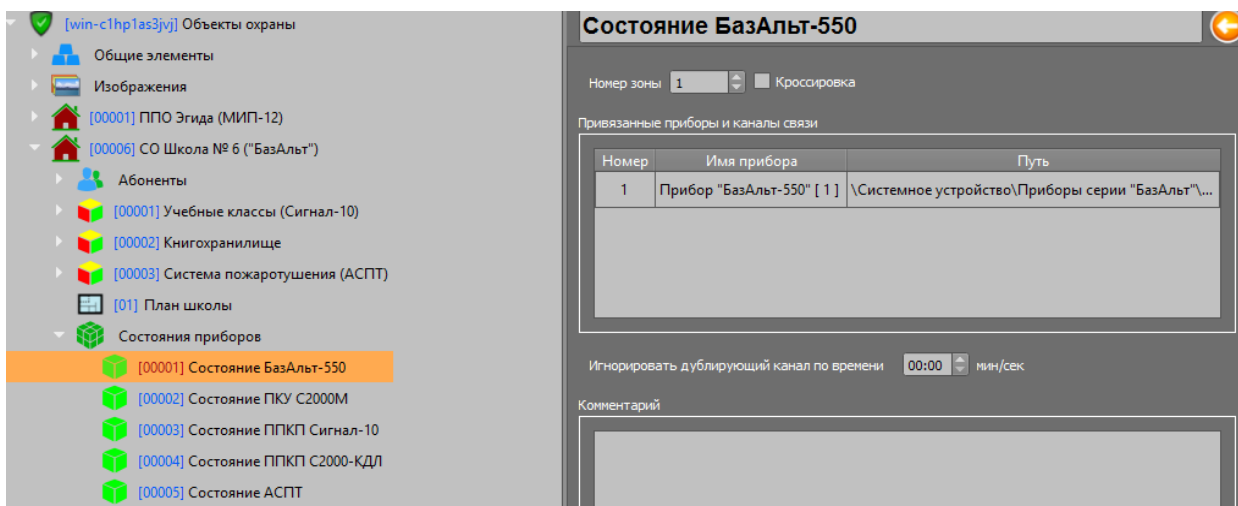 [win-c1hp1as3jvj] Объекты охраны
Общие элементы
Изображения
[00001] ППО Эгида (МИП-12)
[00006] СО Школа № 6 ("БазАльт")
Абоненты
[00001] Учебные классы (Сигнал-10)
[00002] Книгохранилище
[00003] Система пожаротушения (АСПТ)
[01] План школы
Состояния приборов
[00001] Состояние БазАльт-550
[00002] Состояние ПКУ С2000М
[00003] Состояние ППКП Сигнал-10
[00004] Состояние ППКП С2000-КДЛ
[00005] Состояние АСПТ
Состояние БазАльт-550
Номер зоны 1 Кроссировка
Привязанные приборы и каналы связи
Номер Имя прибора Путь
1 Прибор "БазАльт-550" [ 1 ] \Системное устройство\Приборы серии "БазАльт"\...
Игнорировать дублирующий канал по времени 00:00 мин/сек
Комментарий